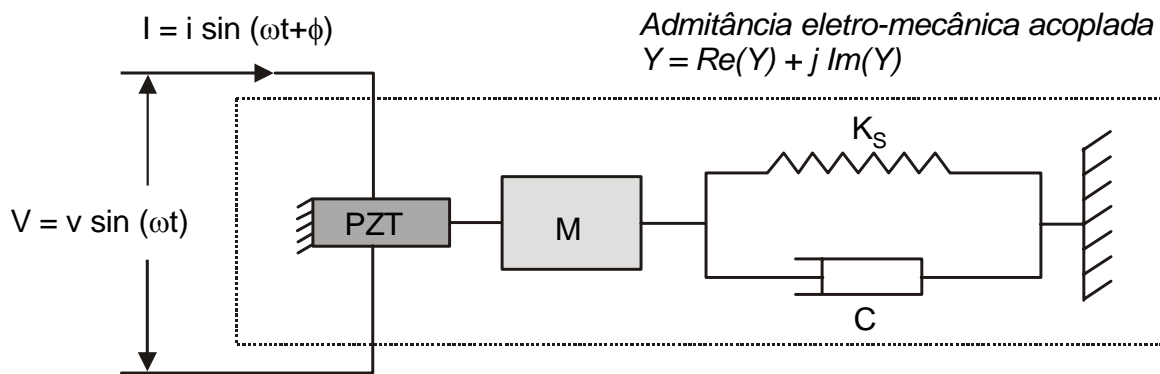 I = i sin (ωt+ϕ)
Admitância eletro-mecânica acoplada
Y = Re(Y) + j Im(Y)
K_S
V = v sin (ωt)
PZT
M
C